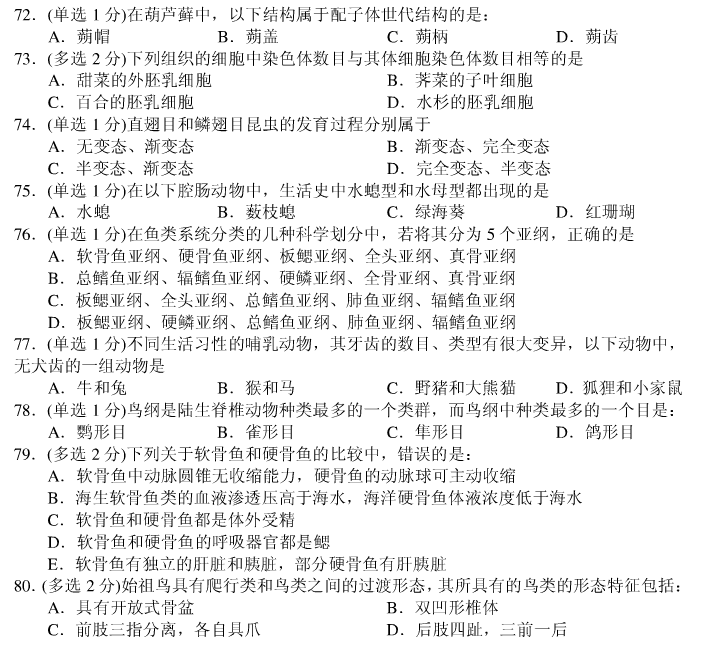 72．(单选 1 分)在葫芦藓中，以下结构属于配子体世代结构的是：
A．蒴帽 B．蒴盖 C．蒴柄 D．蒴齿
73．(多选 2 分)下列组织的细胞中染色体数目与其体细胞染色体数目相等的是
A．甜菜的外胚乳细胞 B．荠菜的子叶细胞
C．百合的胚乳细胞 D．水杉的胚乳细胞
74．(单选 1 分)直翅目和鳞翅目昆虫的发育过程分别属于
A．无变态、渐变态 B．渐变态、完全变态
C．半变态、渐变态 D．完全变态、半变态
75．(单选 1 分)在以下腔肠动物中，生活史中水螅型和水母型都出现的是
A．水螅 B．薮枝螅 C．绿海葵 D．红珊瑚
76．(单选 1 分)在鱼类系统分类的几种科学划分中，若将其分为 5 个亚纲，正确的是
A．软骨鱼亚纲、硬骨鱼亚纲、板鳃亚纲、全头亚纲、真骨亚纲
B．总鳍鱼亚纲、辐鳍鱼亚纲、硬鳞亚纲、全骨亚纲、真骨亚纲
C．板鳃亚纲、全头亚纲、总鳍鱼亚纲、肺鱼亚纲、辐鳍鱼亚纲
D．板鳃亚纲、硬鳞亚纲、总鳍鱼亚纲、肺鱼亚纲、辐鳍鱼亚纲
77．(单选 1 分)不同生活习性的哺乳动物，其牙齿的数目、类型有很大变异，以下动物中，
无犬齿的一组动物是
A．牛和兔 B．猴和马 C．野猪和大熊猫 D．狐狸和小家鼠
78．(单选 1 分)鸟纲是陆生脊椎动物种类最多的一个类群，而鸟纲中种类最多的一个目是：
A．鹦形目 B．雀形目 C．隼形目 D．鸽形目
79．(多选 2 分)下列关于软骨鱼和硬骨鱼的比较中，错误的是：
A．软骨鱼中动脉圆锥无收缩能力，硬骨鱼的动脉球可主动收缩
B．海生软骨鱼类的血液渗透压高于海水，海洋硬骨鱼体液浓度低于海水
C．软骨鱼和硬骨鱼都是体外受精
D．软骨鱼和硬骨鱼的呼吸器官都是鳃
E．软骨鱼有独立的肝脏和胰脏，部分硬骨鱼有肝胰脏
80．(多选 2 分)始祖鸟具有爬行类和鸟类之间的过渡形态，其所具有的鸟类的形态特征包括：
A．具有开放式骨盆 B．双凹形椎体
C．前肢三指分离，各自具爪 D．后肢四趾，三前一后